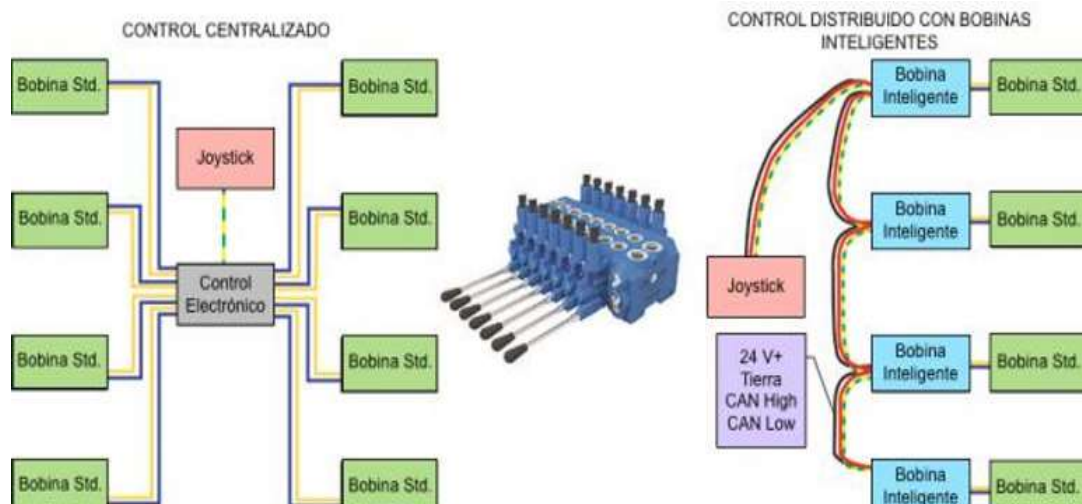 CONTROL CENTRALIZADO
Bobina Std.
Bobina Std.
Joystick
Bobina Std.
Bobina Std.
Control
Electrónico
Bobina Std.
Bobina Std.
Bobina Std.
Bobina Std.
CONTROL DISTRIBUIDO CON BOBINAS
INTELIGENTES
Bobina
Inteligente
Bobina Std.
Bobina
Inteligente
Bobina Std.
Joystick
24 V+
Tierra
CAN High
CAN Low
Bobina
Inteligente
Bobina Std.
Bobina
Inteligente
Bobina Std.